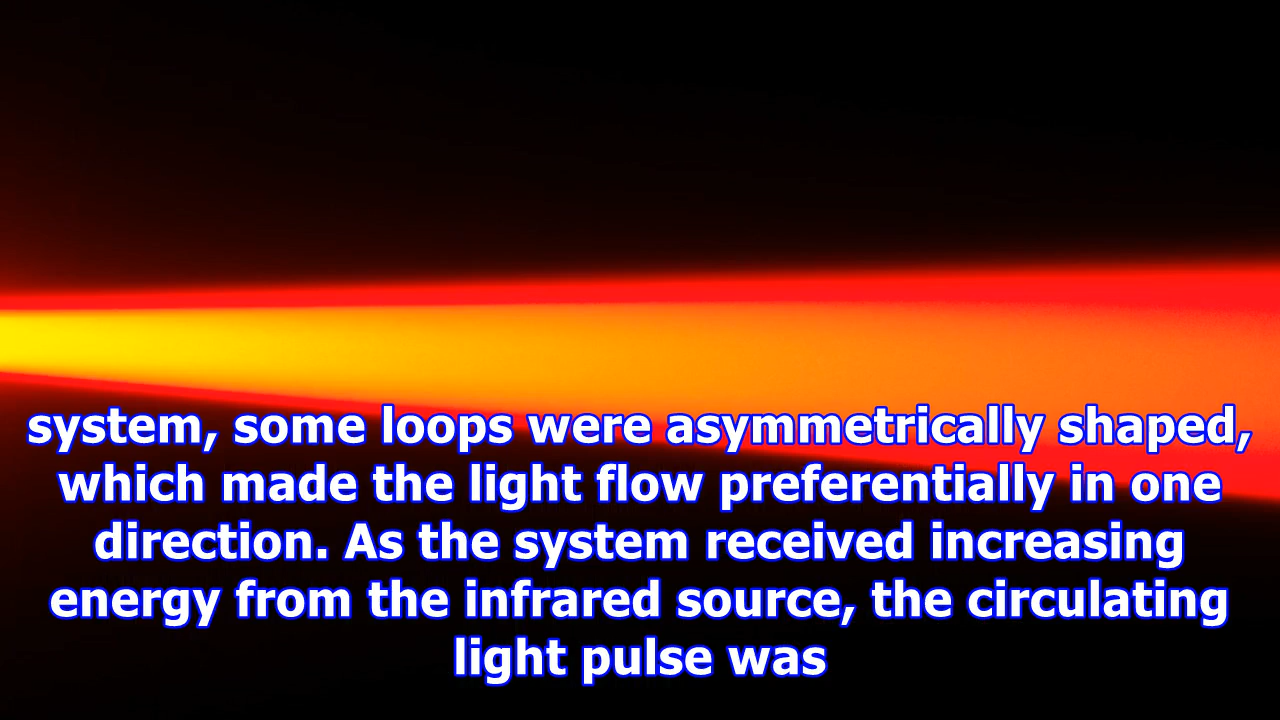 system, some loops were asymmetrically shaped,
which made the light flow preferentially in one
direction. As the system received increasing
energy from the infrared source, the circulating
light pulse was